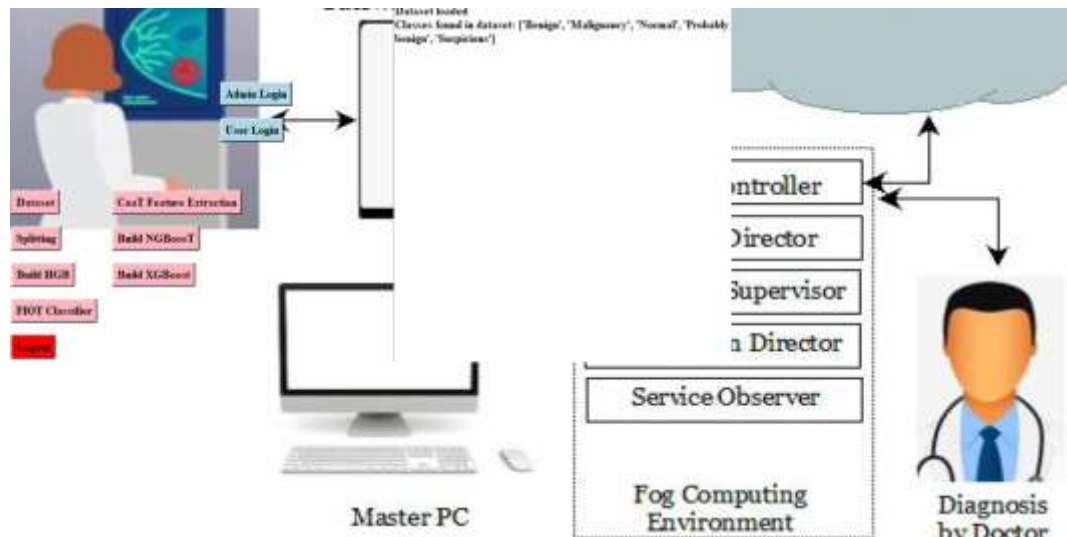 Dataset loaded
Classes found in dataset: ['Benign', 'Malignancy', 'Normal', 'Probably
benign', 'Suspicious']
Admin Login
User Login
Dataset
CaaT Feature Extraction
Splitting
Build NGBoosT
Build HGB
Build XGBoost
FIOT Classifier
Logout
ontroller
Director
Supervisor
n Director
Service Observer
Fog Computing
Environment
Master PC
Diagnosis
by Doctor